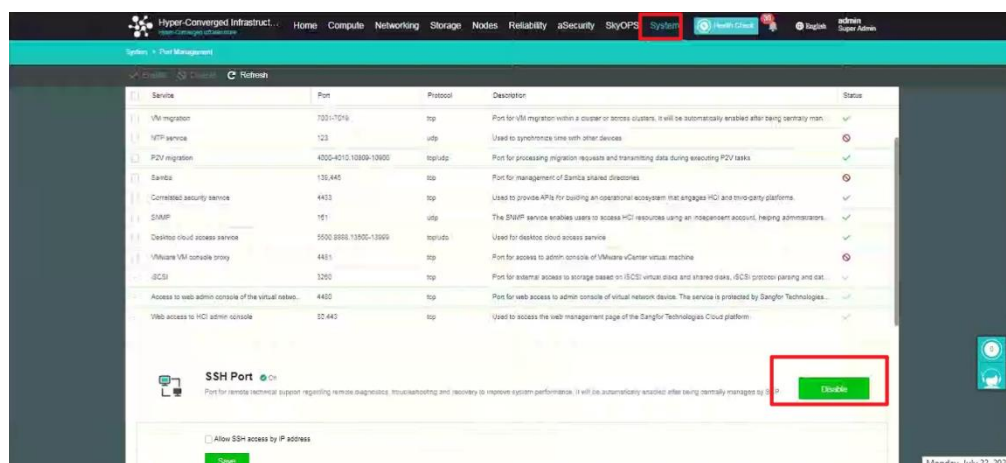 Hyper-Converged Infrastruct... Home Compute Networking Storage Nodes Reliability aSecurity SkyOPS System Health Check English admin
Hyper-Converged Infrastructure Super Admin
System > Port Management
Enable Disable Refresh
Service Port Protocol Description Status
VM migration 7001-7019 tcp Port for VM migration within a cluster or across clusters. It will be automatically enabled after being centrally man...
NTP service 123 udp Used to synchronize time with other devices
P2V migration 4000-4010,10809-10900 tcp/udp Port for processing migration requests and transmitting data during executing P2V tasks
Samba 139,445 tcp Port for management of Samba shared directories
Correlated security service 4433 tcp Used to provide APIs for building an operational ecosystem that engages HCI and third-party platforms.
SNMP 161 udp The SNMP service enables users to access HCI resources using an independent account, helping administrators...
Desktop cloud access service tcp/udp Used for desktop cloud access service
VMware VM console proxy tcp Port for access to admin console of VMware vCenter virtual machine
iSCSI 3260 tcp Port for external access to storage based on iSCSI virtual disks and shared disks, iSCSI protocol parsing and dat...
Access to web admin console of the virtual netwo... tcp Port for web access to admin console of virtual network device. The service is protected by Sangfor Technologies...
Web access to HCI admin console tcp Used to access the web management page of the Sangfor Technologies Cloud platform
SSH Port On
Port for remote technical support regarding remote diagnostics, troubleshooting and recovery to improve system performance. It will be automatically enabled after being centrally managed by
Disable
Allow SSH access by IP address
Save
Monday, July 22, 202